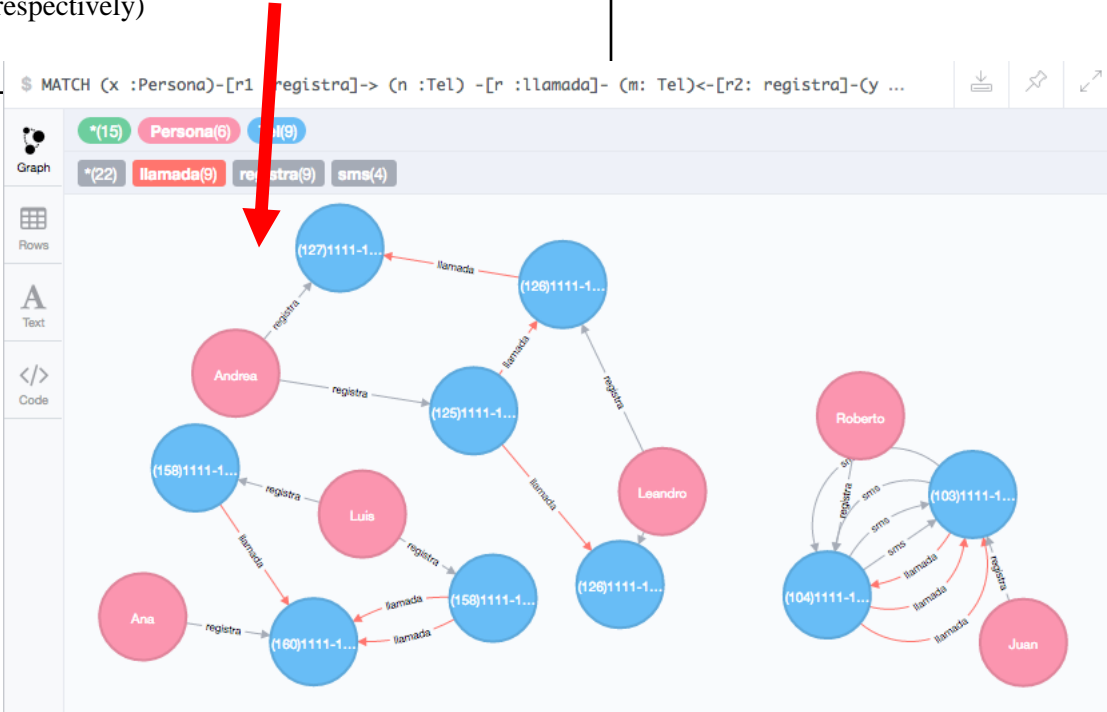 respectively)
$ MATCH (x :Persona)-[r1 registra]-> (n :Tel) -[r :llamada]- (m: Tel)<-[r2: registra]-(y ...
*(15) Persona(6) (9)
Graph
*(22) llamada(9) registra(9) sms(4)
Rows
Text
Code
(127)1111-1...
llamada
(126)1111-1...
registra
llamada
Andrea
registra
(125)1111-1...
registra
Roberto
(158)1111-1...
registra
Luis
llamada
Leandro
registra
sms
(103)1111-1...
sms
sms
llamada
registra
llamada
(158)1111-1...
(126)1111-1...
(104)1111-1...
llamada
llamada
registra
Ana
registra
(160)1111-1...
llamada
llamada
Juan